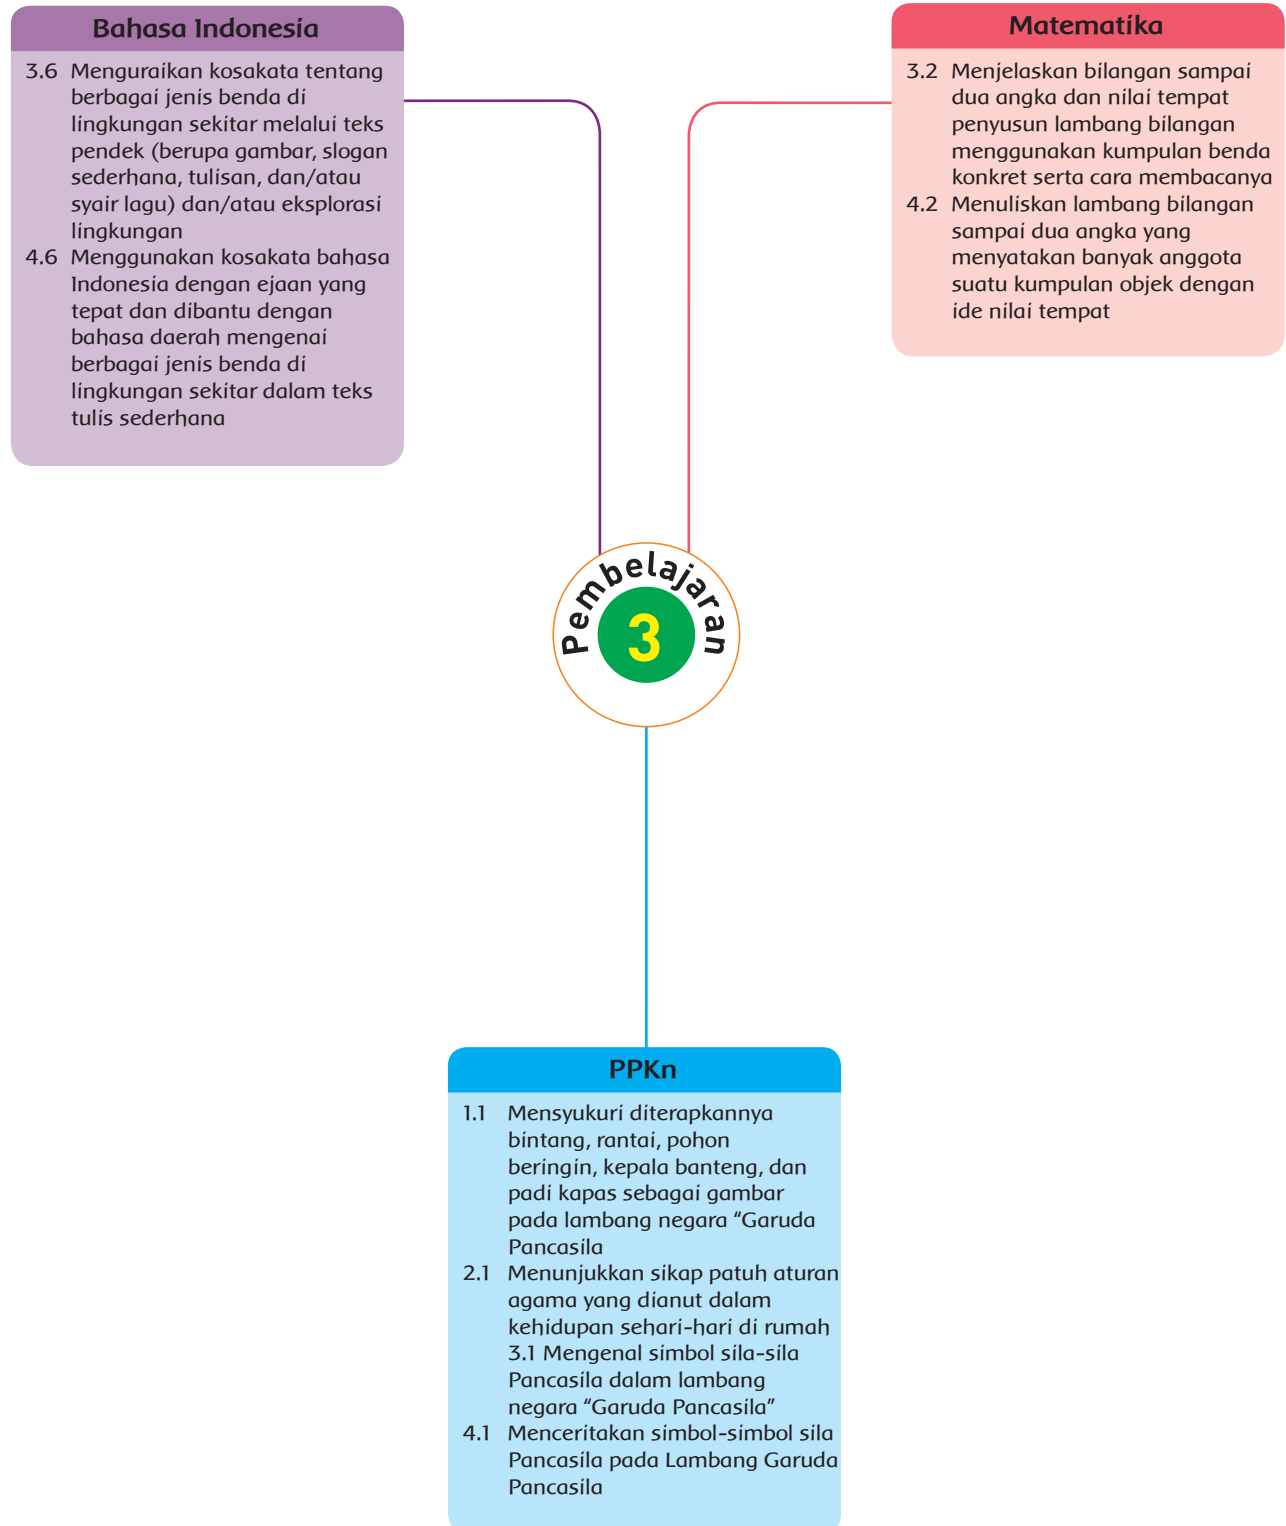 Bahasa Indonesia
3.6 Menguraikan kosakata tentang
berbagai jenis benda di
lingkungan sekitar melalui teks
pendek (berupa gambar, slogan
sederhana, tulisan, dan/atau
syair lagu) dan/atau eksplorasi
lingkungan
4.6 Menggunakan kosakata bahasa
Indonesia dengan ejaan yang
tepat dan dibantu dengan
bahasa daerah mengenai
berbagai jenis benda di
lingkungan sekitar dalam teks
tulis sederhana
Matematika
3.2 Menjelaskan bilangan sampai
dua angka dan nilai tempat
penyusun lambang bilangan
menggunakan kumpulan benda
konkret serta cara membacanya
4.2 Menuliskan lambang bilangan
sampai dua angka yang
menyatakan banyak anggota
suatu kumpulan objek dengan
ide nilai tempat
Pembelajaran
3
PPKn
1.1 Mensyukuri diterapkannya
bintang, rantai, pohon
beringin, kepala banteng, dan
padi kapas sebagai gambar
pada lambang negara “Garuda
Pancasila
2.1 Menunjukkan sikap patuh aturan
agama yang dianut dalam
kehidupan sehari-hari di rumah
3.1 Mengenal simbol sila-sila
Pancasila dalam lambang
negara “Garuda Pancasila”
4.1 Menceritakan simbol-simbol sila
Pancasila pada Lambang Garuda
Pancasila